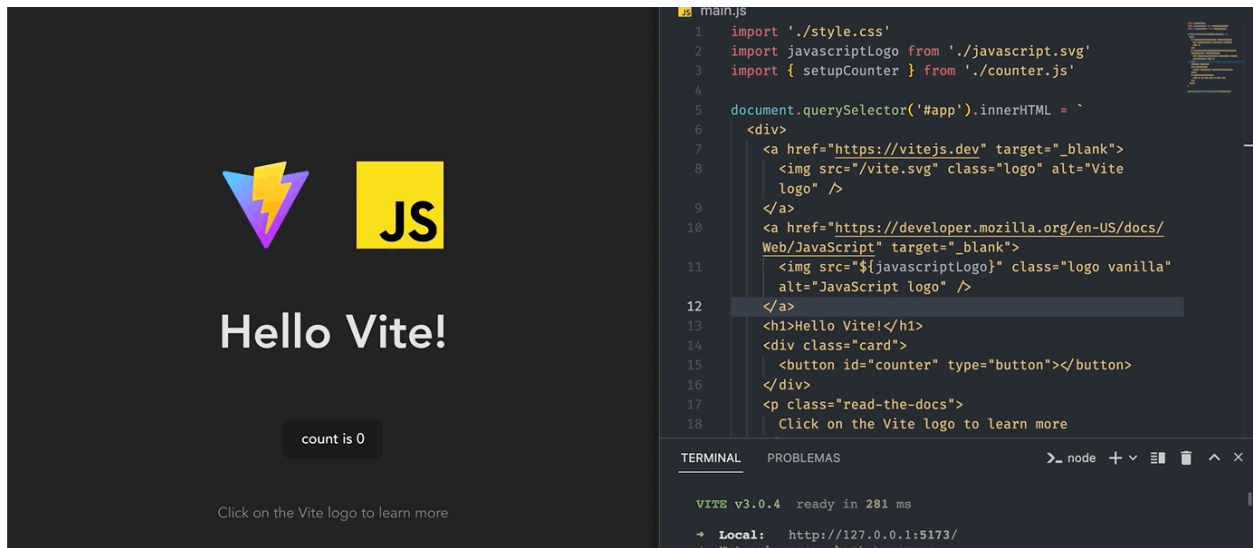 JS
Hello Vite!
count is 0
Click on the Vite logo to learn more
JS main.js
1 import './style.css'
2 import javascriptLogo from './javascript.svg'
3 import { setupCounter } from './counter.js'
4
5 document.querySelector('#app').innerHTML = `
6 <div>
7 <a href="https://vitejs.dev" target="_blank">
8 <img src="/vite.svg" class="logo" alt="Vite
logo" />
9 </a>
10 <a href="https://developer.mozilla.org/en-US/docs/
Web/JavaScript" target="_blank">
11 <img src="${javascriptLogo}" class="logo vanilla"
alt="JavaScript logo" />
12 </a>
13 <h1>Hello Vite!</h1>
14 <div class="card">
15 <button id="counter" type="button"></button>
16 </div>
17 <p class="read-the-docs">
18 Click on the Vite logo to learn more
TERMINAL PROBLEMAS node
VITE v3.0.4 ready in 281 ms
➜ Local: http://127.0.0.1:5173/